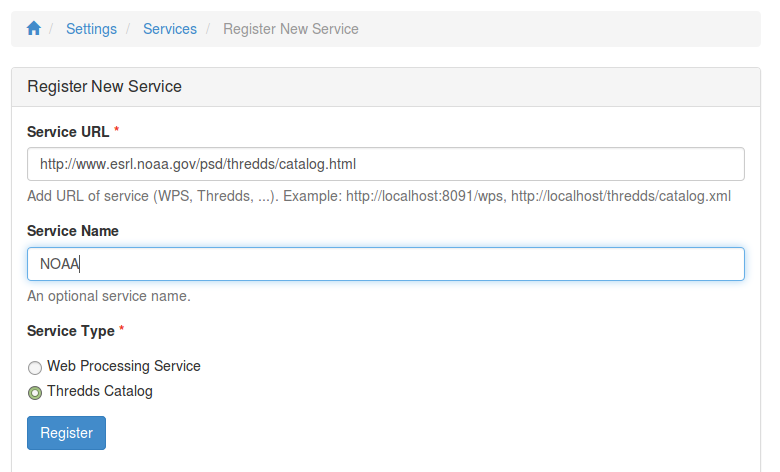 / Settings / Services / Register New Service
Register New Service
Service URL *
http://www.esrl.noaa.gov/psd/thredds/catalog.html
Add URL of service (WPS, Thredds, ...). Example: http://localhost:8091/wps, http://localhost/thredds/catalog.xml
Service Name
NOAA
An optional service name.
Service Type *
Web Processing Service
Thredds Catalog
Register